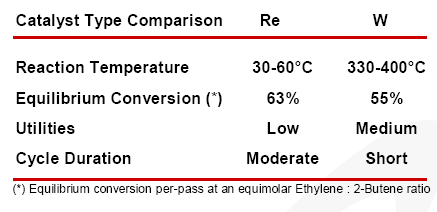 Catalyst Type Comparison Re W
Reaction Temperature 30-60°C 330-400°C
Equilibrium Conversion (*) 63% 55%
Utilities Low Medium
Cycle Duration Moderate Short
(*) Equilibrium conversion per-pass at an equimolar Ethylene : 2-Butene ratio